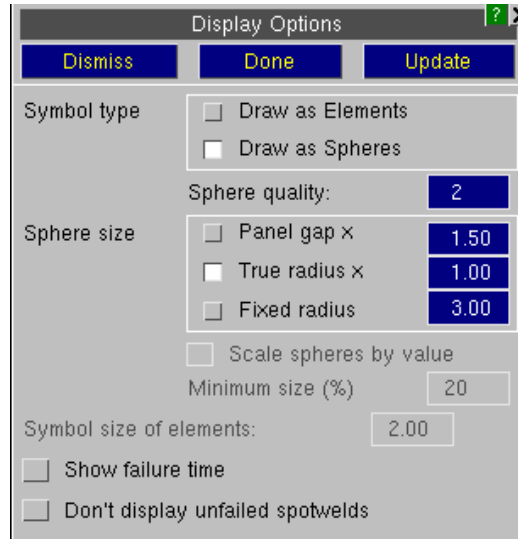 Display Options ?
Dismiss Done Update
Symbol type Draw as Elements
Draw as Spheres
Sphere quality: 2
Sphere size Panel gap x 1.50
True radius x 1.00
Fixed radius 3.00
Scale spheres by value
Minimum size (%) 20
Symbol size of elements: 2.00
Show failure time
Don't display unfailed spotwelds